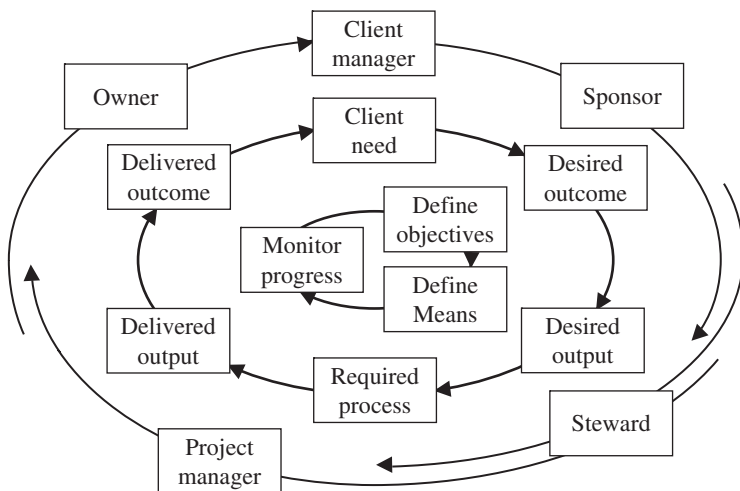 Client
manager
Owner
Sponsor
Client
need
Delivered
outcome
Desired
outcome
Define
objectives
Monitor
progress
Define
Means
Delivered
output
Desired
output
Required
process
Steward
Project
manager